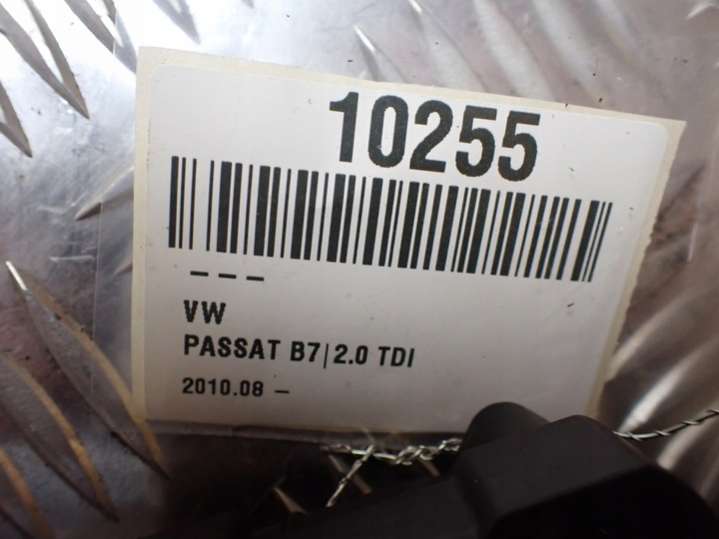 10255
– – –
VW
PASSAT B7|2.0 TDI
2010.08 –